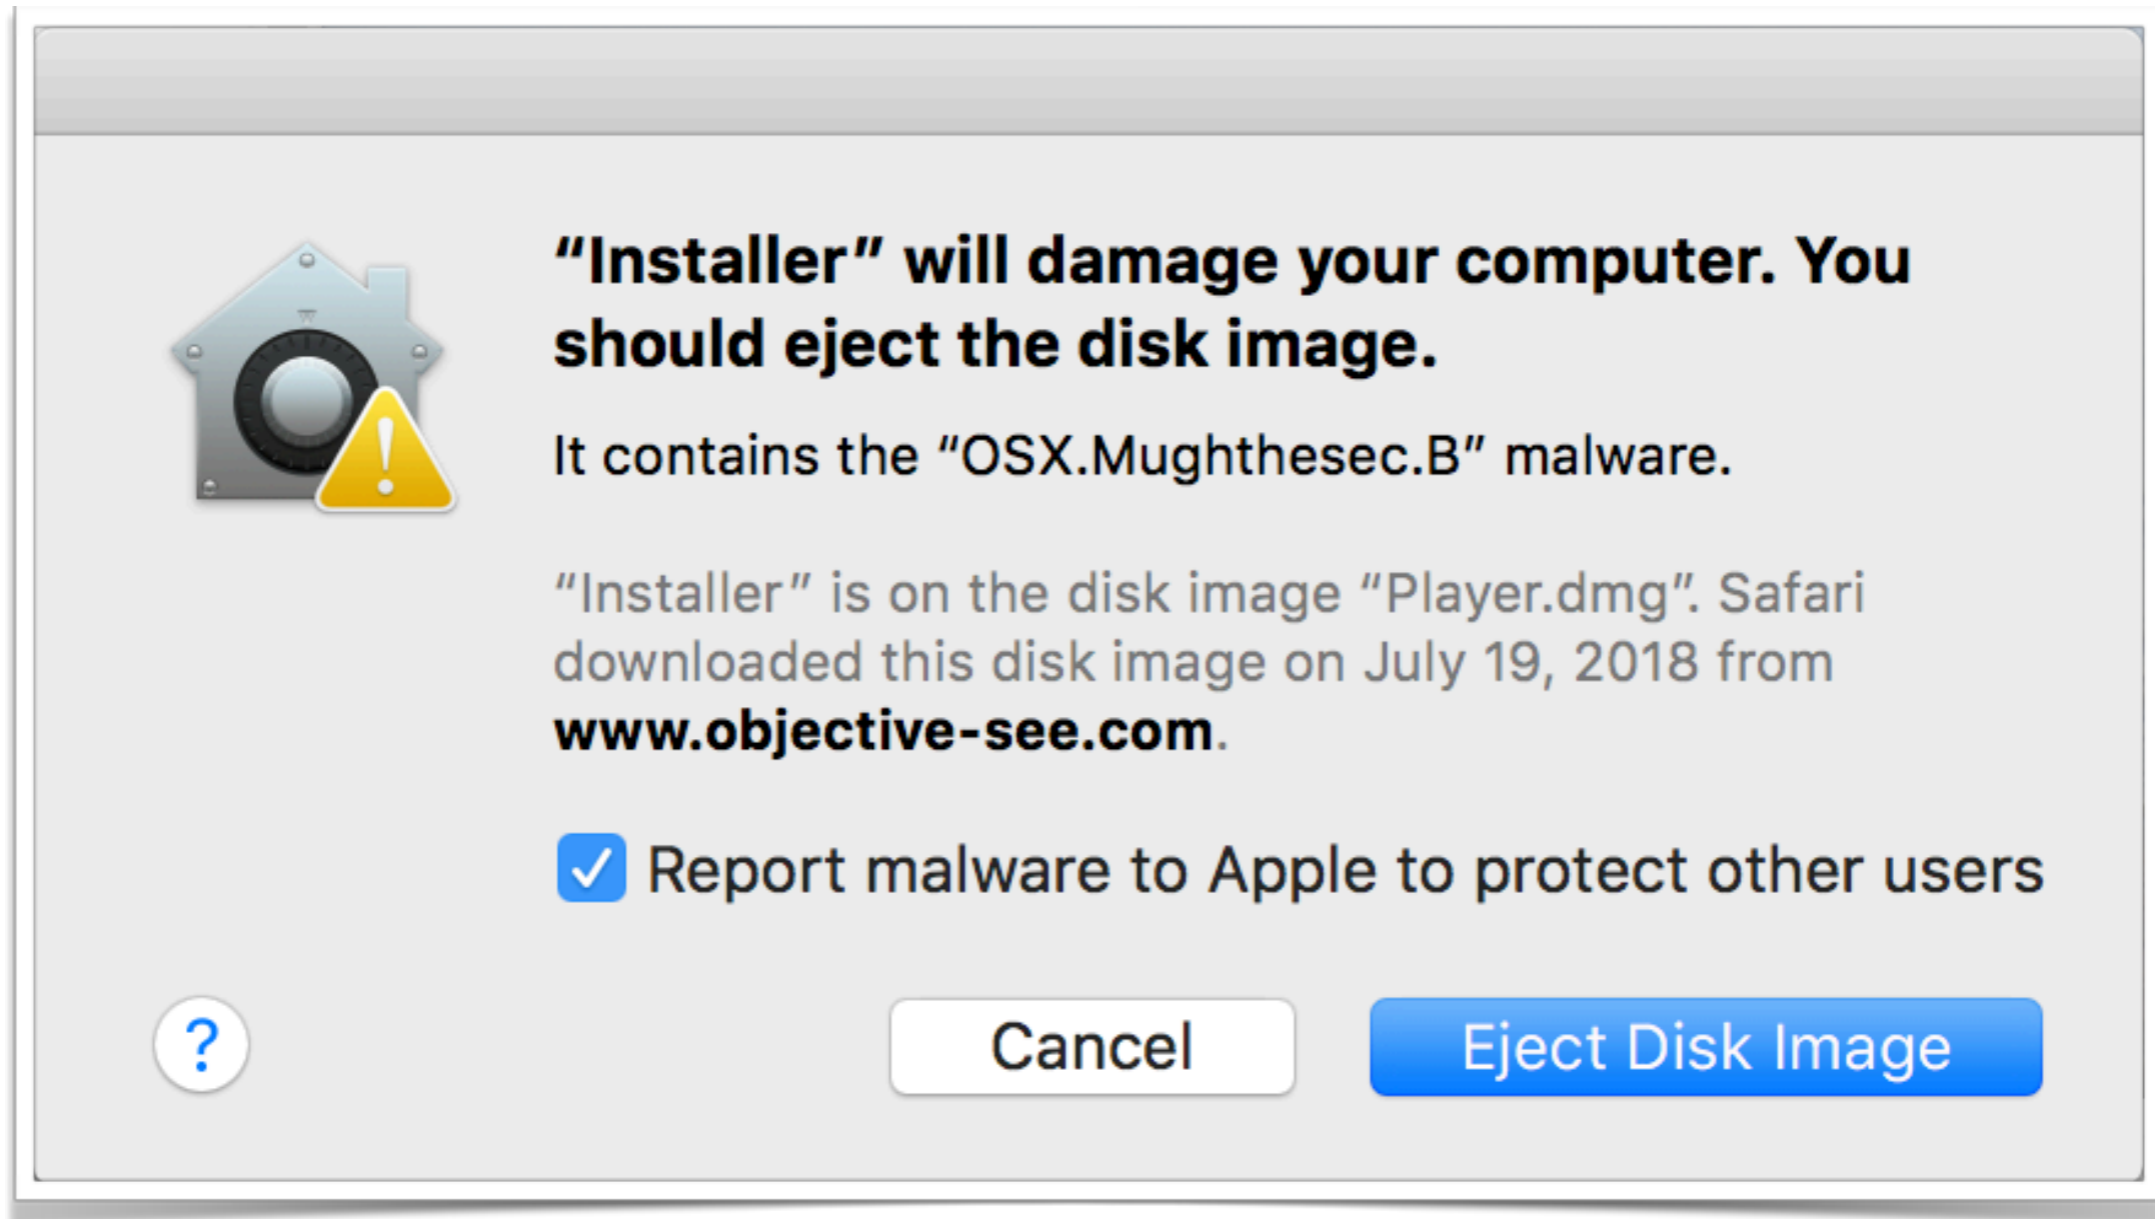 “Installer” will damage your computer. You
should eject the disk image.
It contains the “OSX.Mughthesec.B” malware.
“Installer” is on the disk image “Player.dmg”. Safari
downloaded this disk image on July 19, 2018 from
www.objective-see.com.
Report malware to Apple to protect other users
? Cancel Eject Disk Image